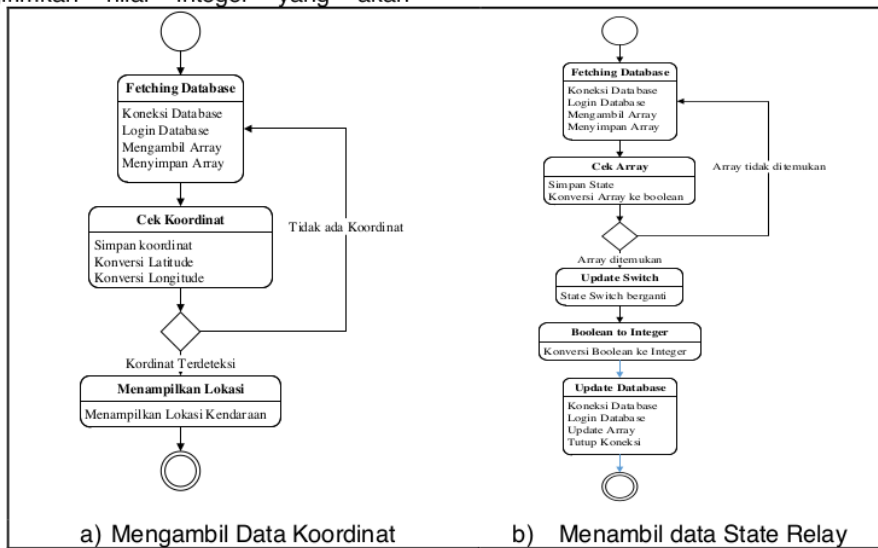 nilai integer yang akan
Fetching Database
Koneksi Database
Login Database
Mengambil Array
Menyimpan Array
Cek Koordinat
Simpan koordinat
Konversi Latitude
Konversi Longitude
Tidak ada Koordinat
Kordinat Terdeteksi
Menampilkan Lokasi
Menampilkan Lokasi Kendaraan
a) Mengambil Data Koordinat
Fetching Database
Koneksi Database
Login Database
Mengambil Array
Menyimpan Array
Cek Array
Simpan State
Konversi Array ke boolean
Array tidak ditemukan
Array ditemukan
Update Switch
State Switch berganti
Boolean to Integer
Konversi Boolean ke Integer
Update Database
Koneksi Database
Login Database
Update Array
Tutup Koneksi
b) Menambil data State Relay